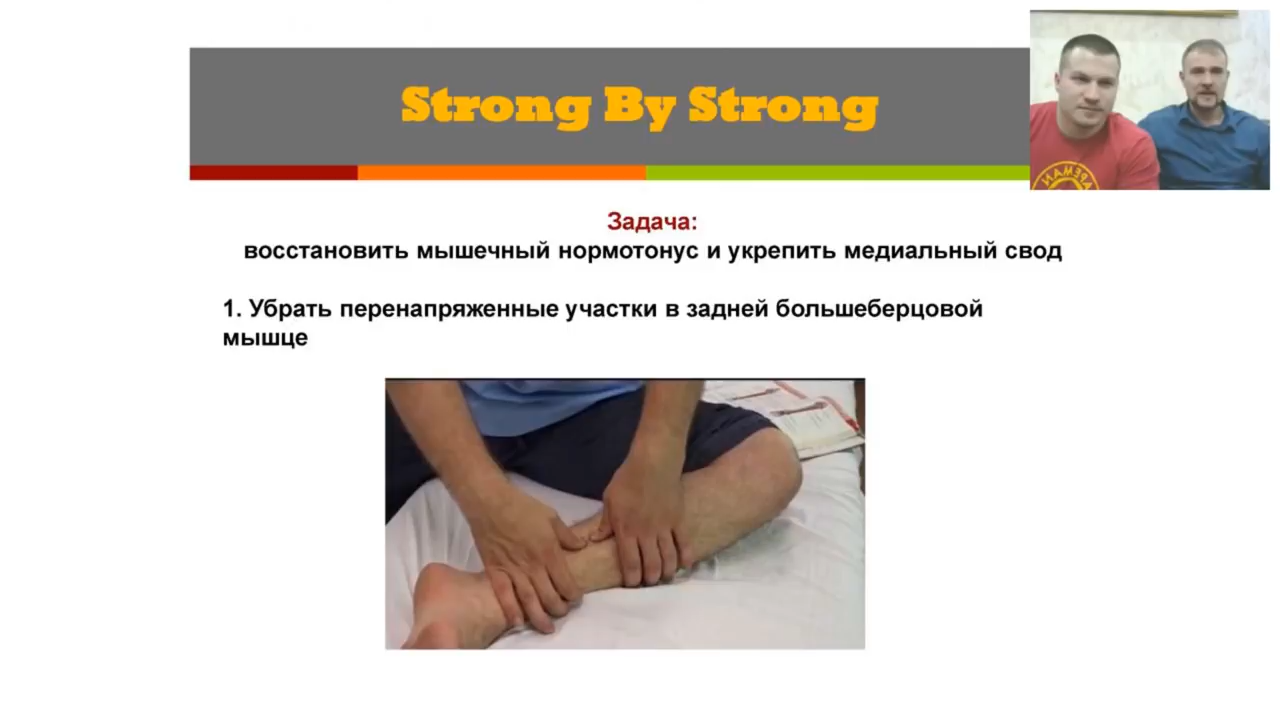 Strong By Strong
Задача:
восстановить мышечный нормотонус и укрепить медиальный свод
1. Убрать перенапряженные участки в задней большеберцовой
мышце